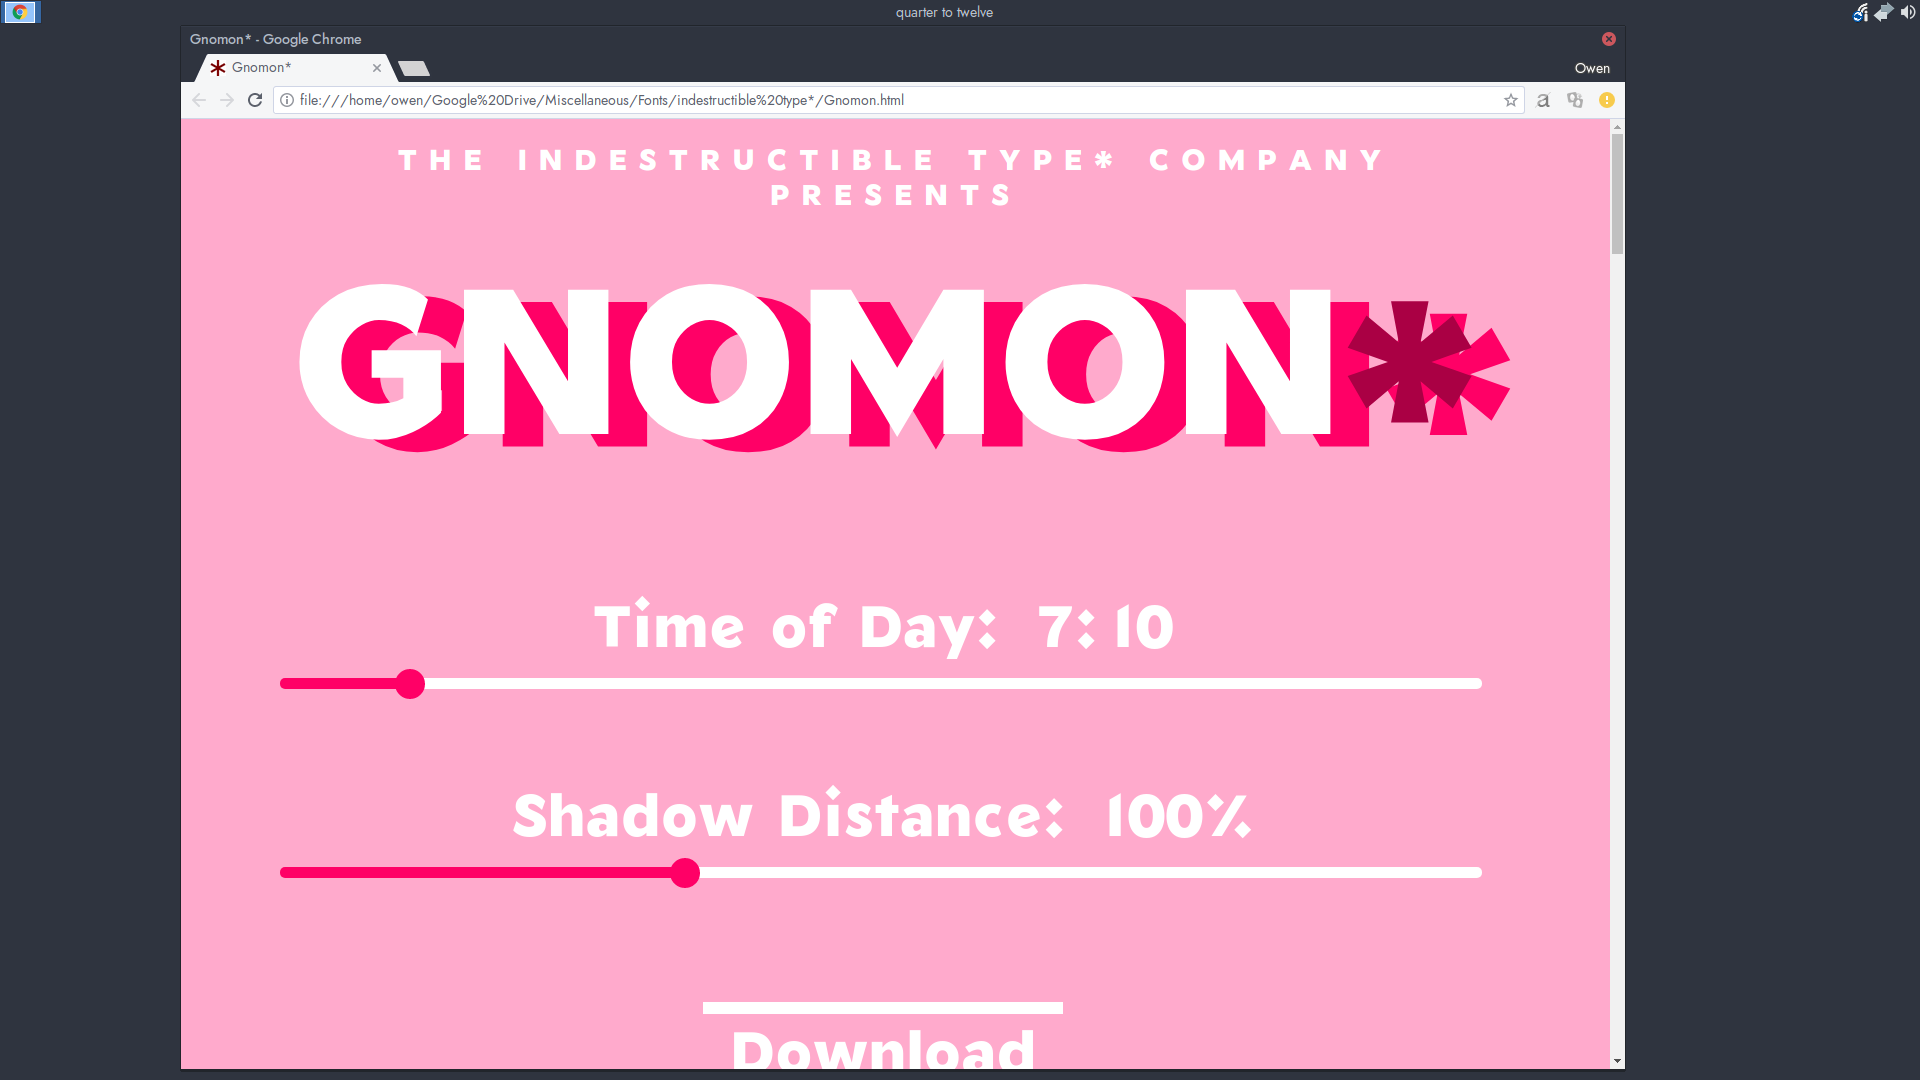 quarter to twelve
Gnomon* - Google Chrome
Gnomon*
Owen
file:///home/owen/Google%20Drive/Miscellaneous/Fonts/indestructible%20type*/Gnomon.html
a
THE INDESTRUCTIBLE TYPE* COMPANY
PRESENTS
GNOMON*
Time of Day: 7:10
Shadow Distance: 100%
Download